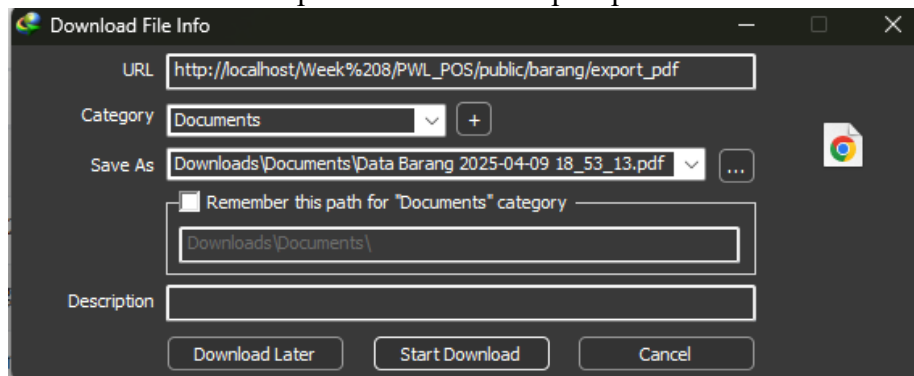 Download File Info
URL http://localhost/Week%208/PWL_POS/public/barang/export_pdf
Category Documents +
Save As Downloads\Documents\Data Barang 2025-04-09 18_53_13.pdf ...
Remember this path for "Documents" category
Downloads\Documents\
Description
Download Later Start Download Cancel